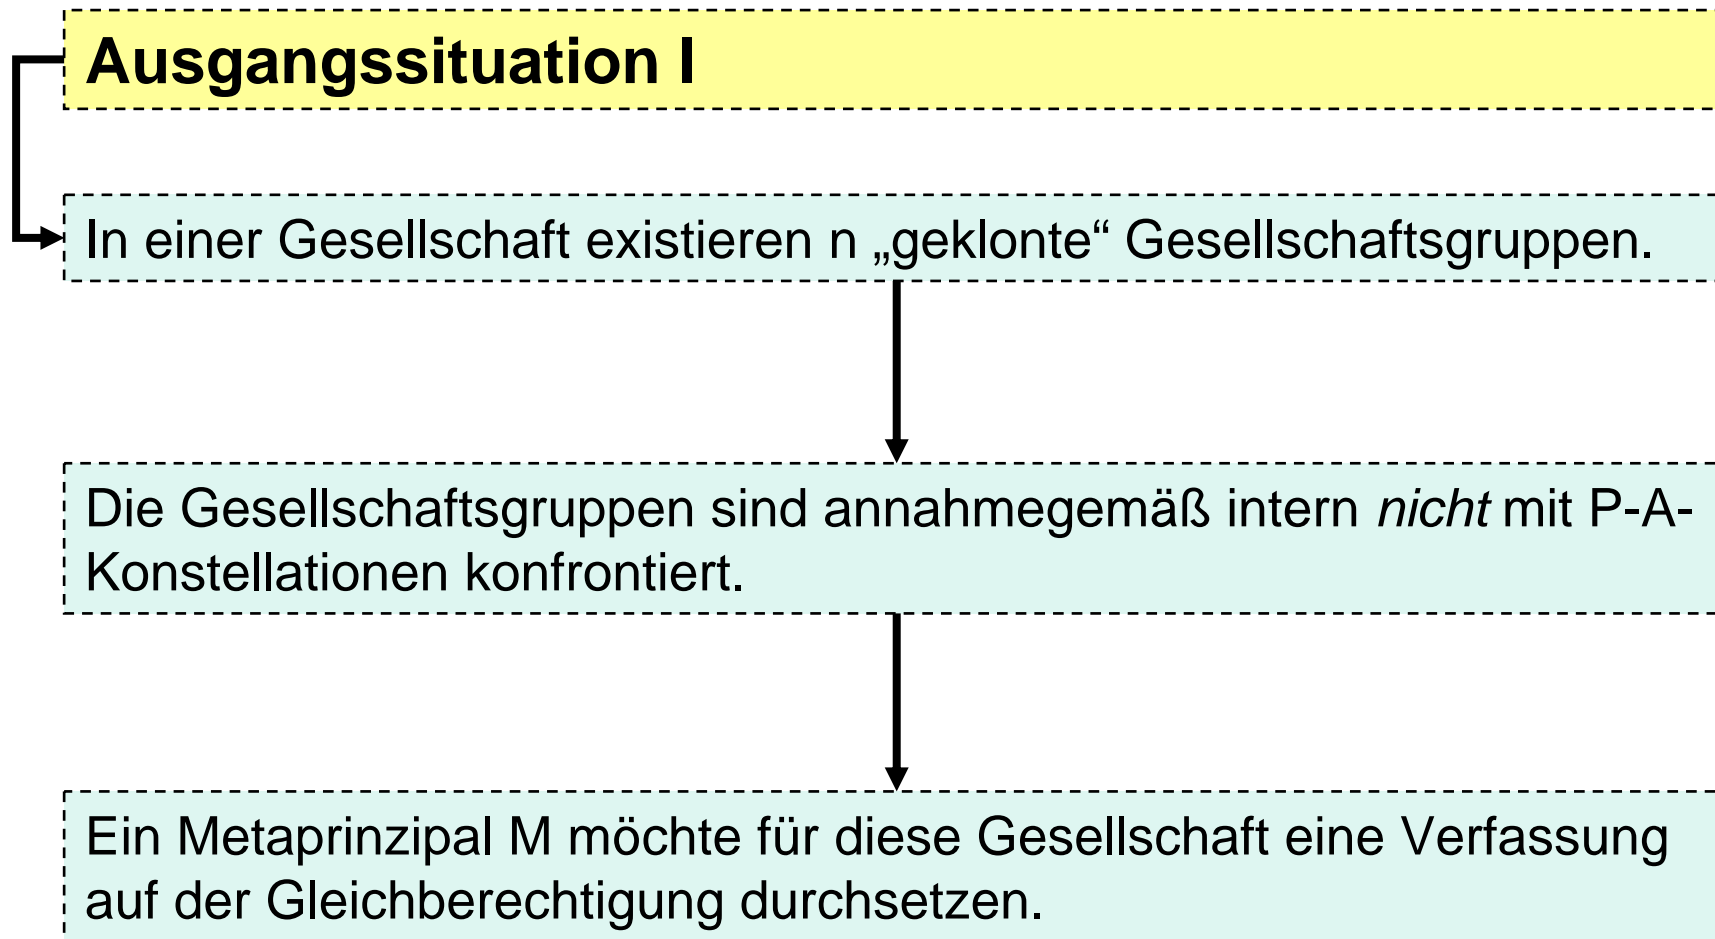 Ausgangssituation I
In einer Gesellschaft existieren n „geklonte“ Gesellschaftsgruppen.
Die Gesellschaftsgruppen sind annahmegemäß intern nicht mit P-A-
Konstellationen konfrontiert.
Ein Metaprinzipal M möchte für diese Gesellschaft eine Verfassung
auf der Gleichberechtigung durchsetzen.